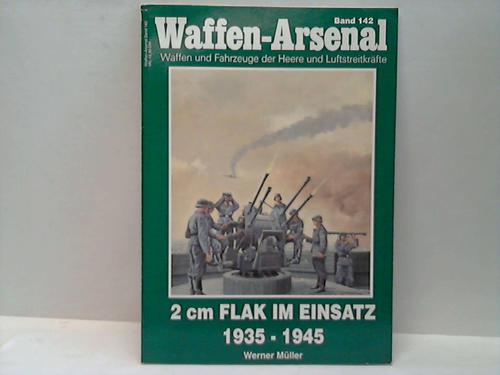 Band 142
Waffen-Arsenal
Waffen und Fahrzeuge der Heere und Luftstreitkräfte
2 cm FLAK IM EINSATZ
1935 - 1945
Werner Müller